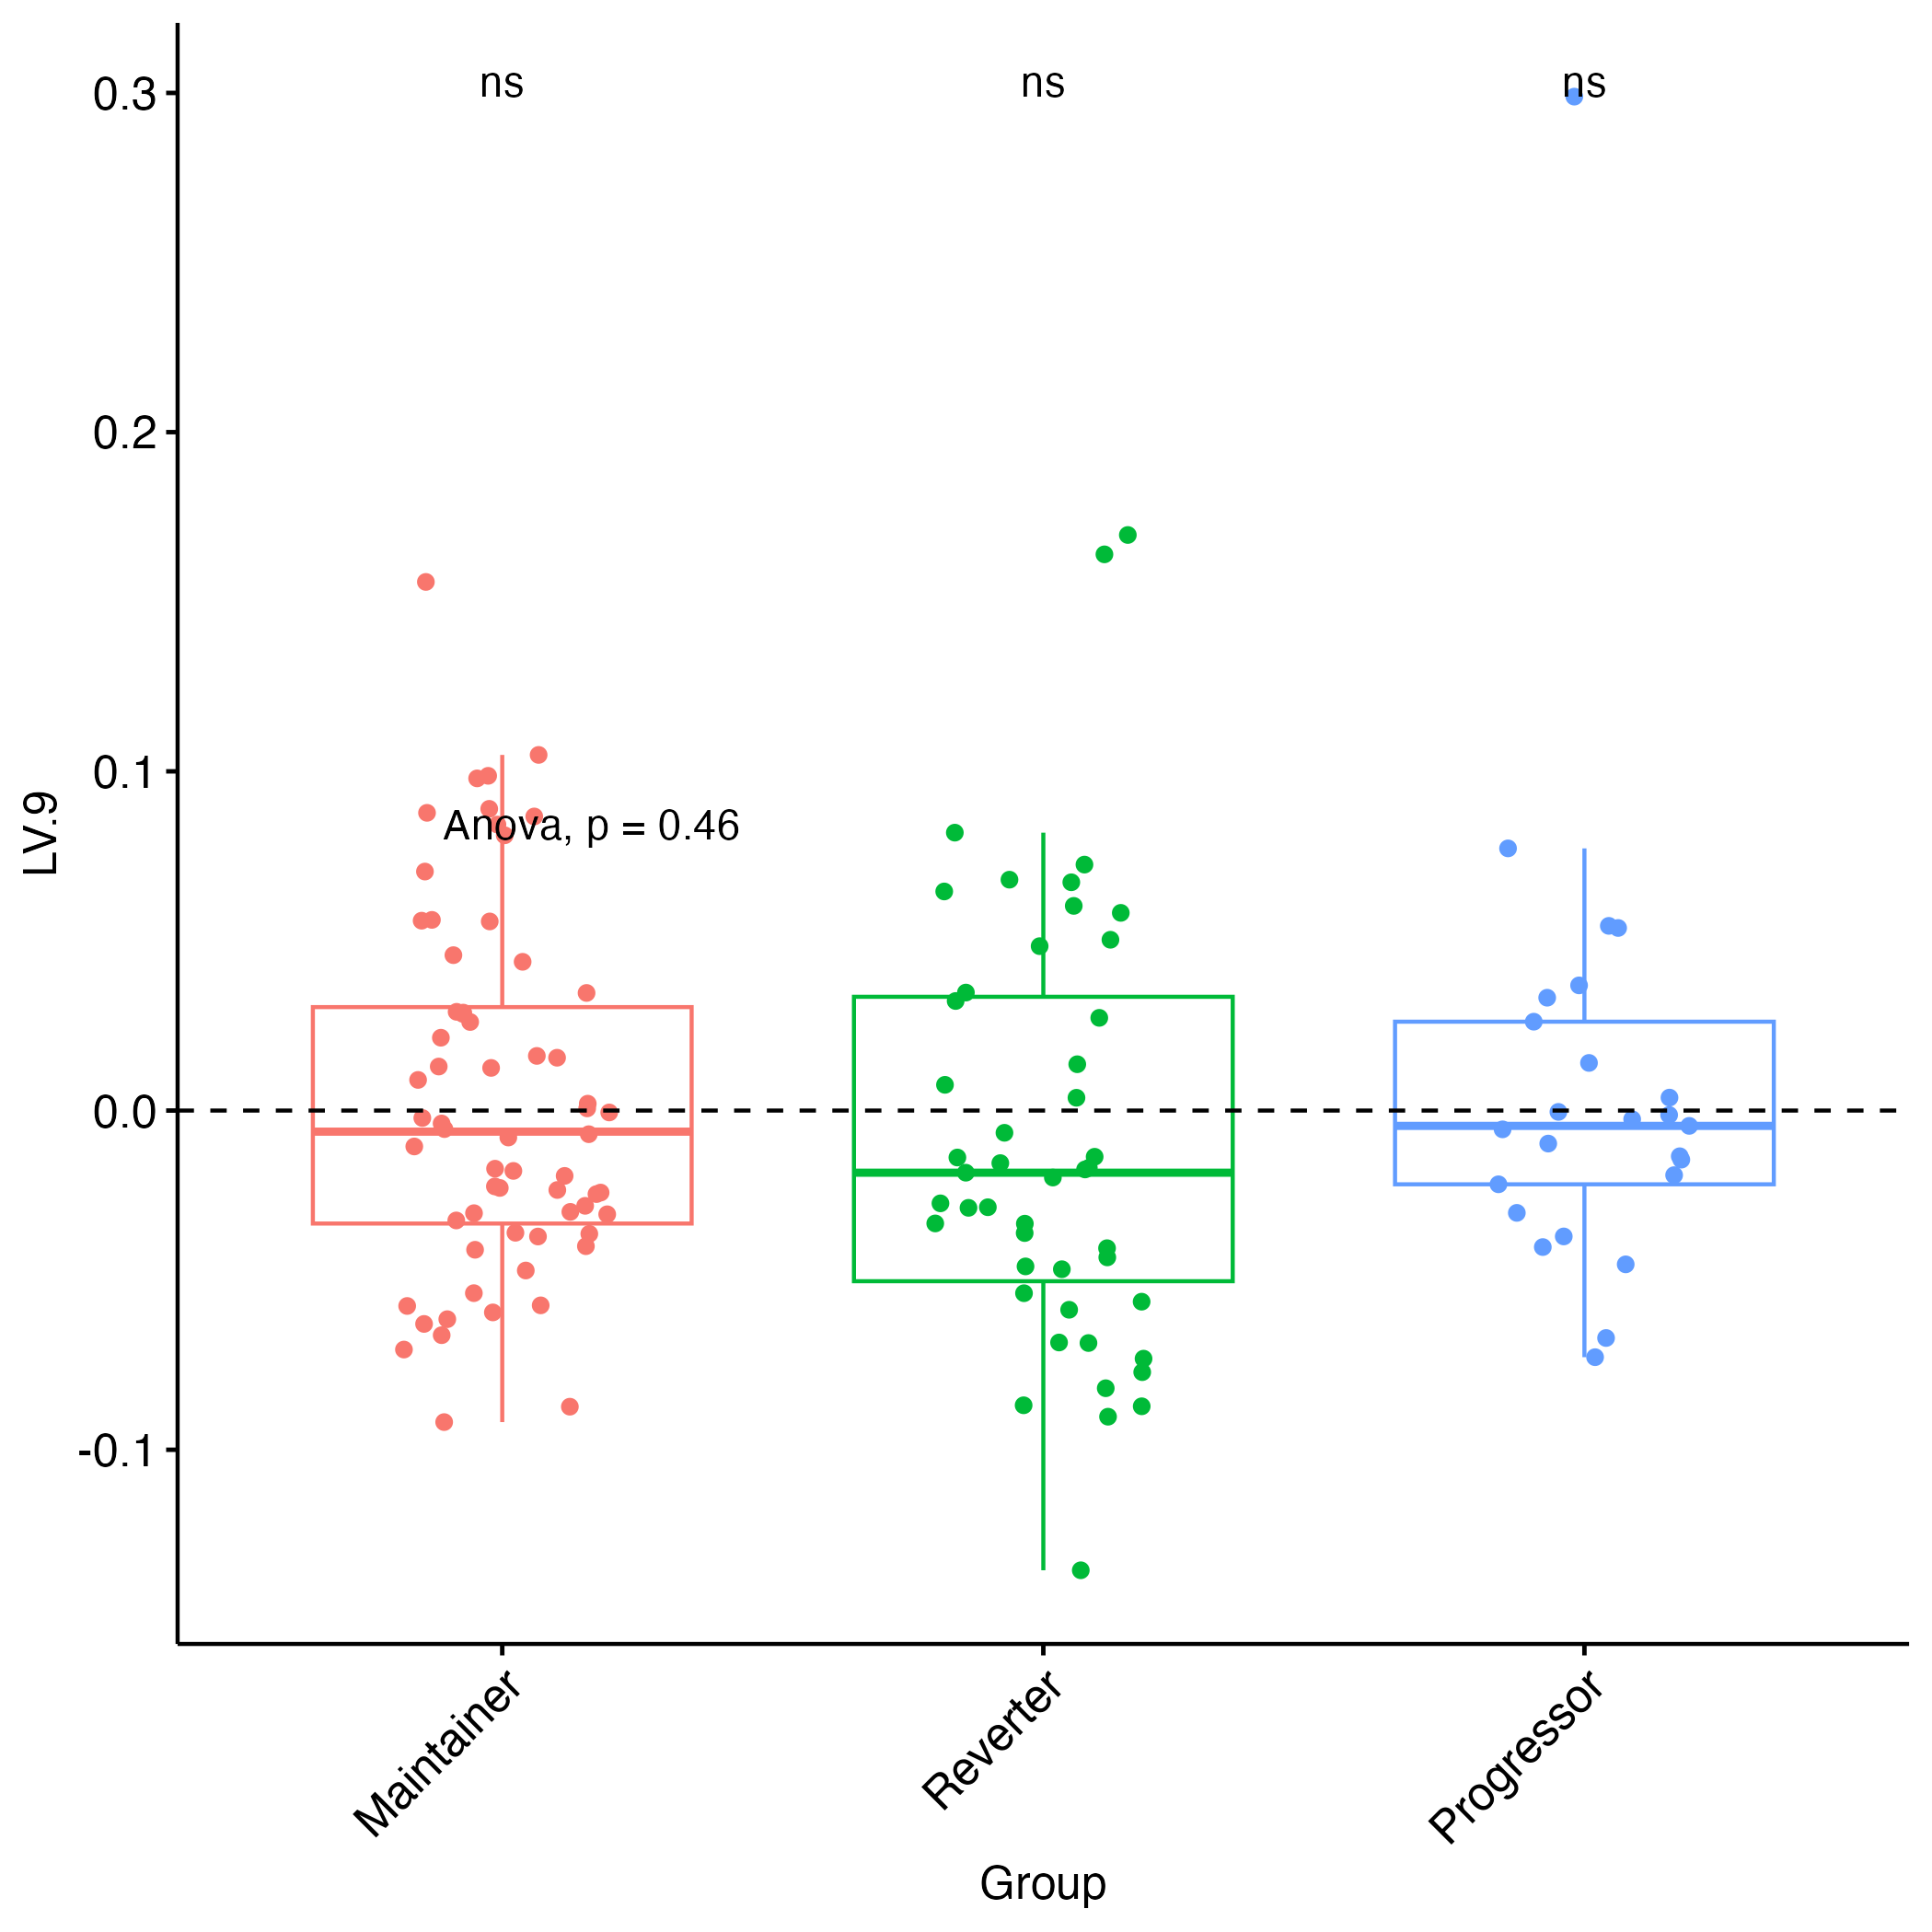 ns ns ns
0.3
0.2
0.1
0.0
-0.1
LV.9
Anova, p = 0.46
Maintainer
Reverter
Progressor
Group